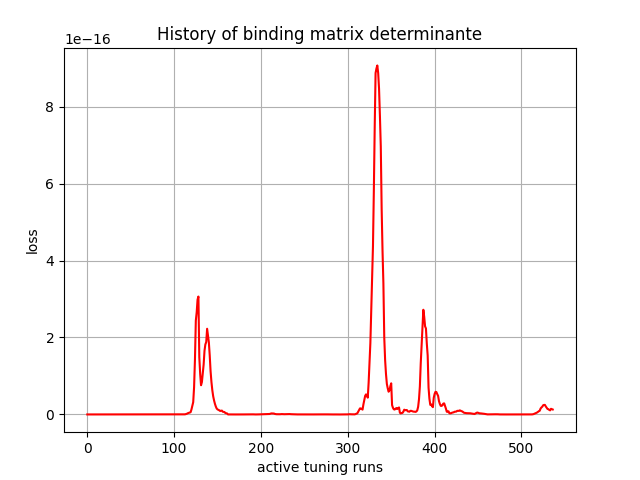 History of binding matrix determinante
1e−16
8
6
4
2
0
loss
0 100 200 300 400 500
active tuning runs